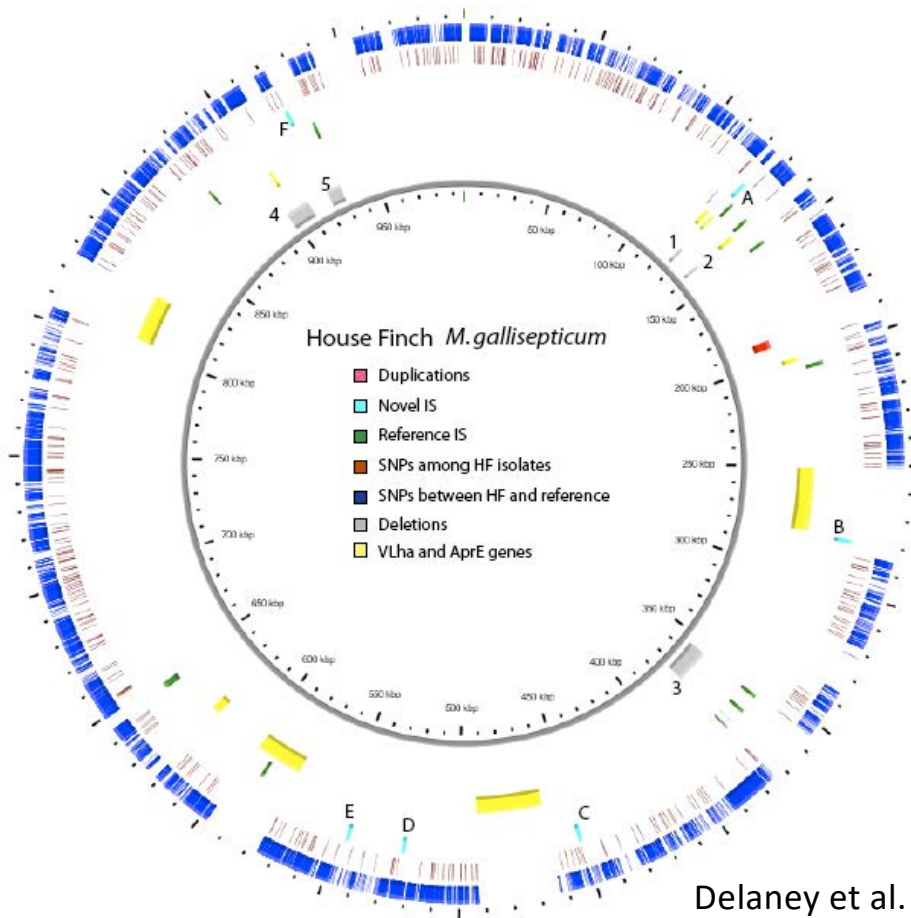 F
5
4
A
1
2
950 kbp
50 kbp
900 kbp
100 kbp
850 kbp
150 kbp
800 kbp
200 kbp
750 kbp
250 kbp
700 kbp
300 kbp
650 kbp
350 kbp
600 kbp
400 kbp
550 kbp
450 kbp
500 kbp
House Finch M.gallisepticum
Duplications
Novel IS
Reference IS
SNPs among HF isolates
SNPs between HF and reference
Deletions
VLha and AprE genes
B
3
C
E
D
Delaney et al.